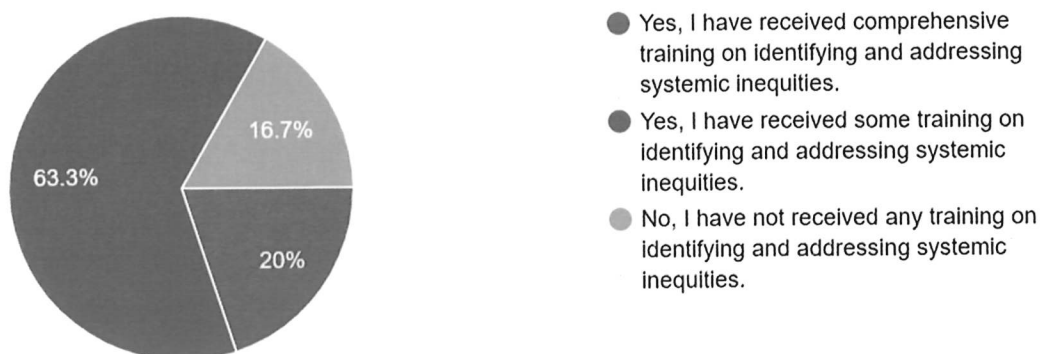 63.3%
16.7%
20%
Yes, I have received comprehensive
training on identifying and addressing
systemic inequities.
Yes, I have received some training on
identifying and addressing systemic
inequities.
No, I have not received any training on
identifying and addressing systemic
inequities.